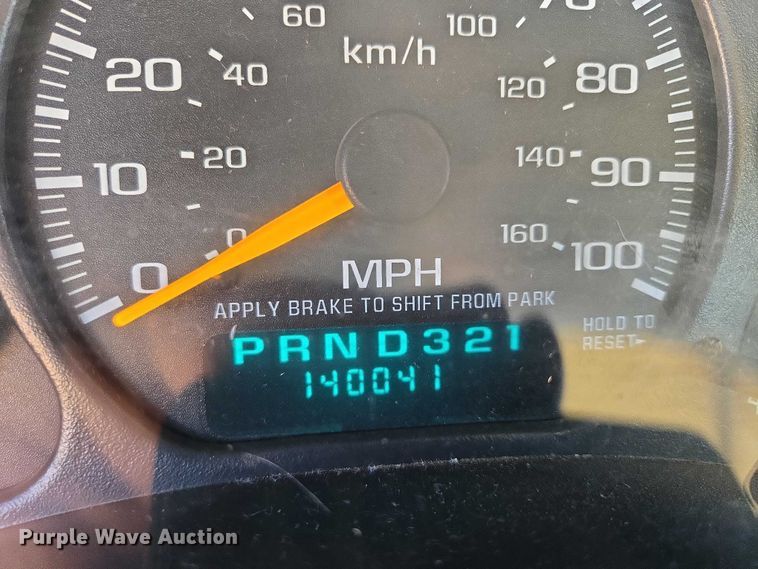 60 100
km/h
20 40 120 80
10 20 140 90
0 0 160 100
MPH
APPLY BRAKE TO SHIFT FROM PARK
HOLD TO
RESET
PRND321
140041
Purple Wave Auction